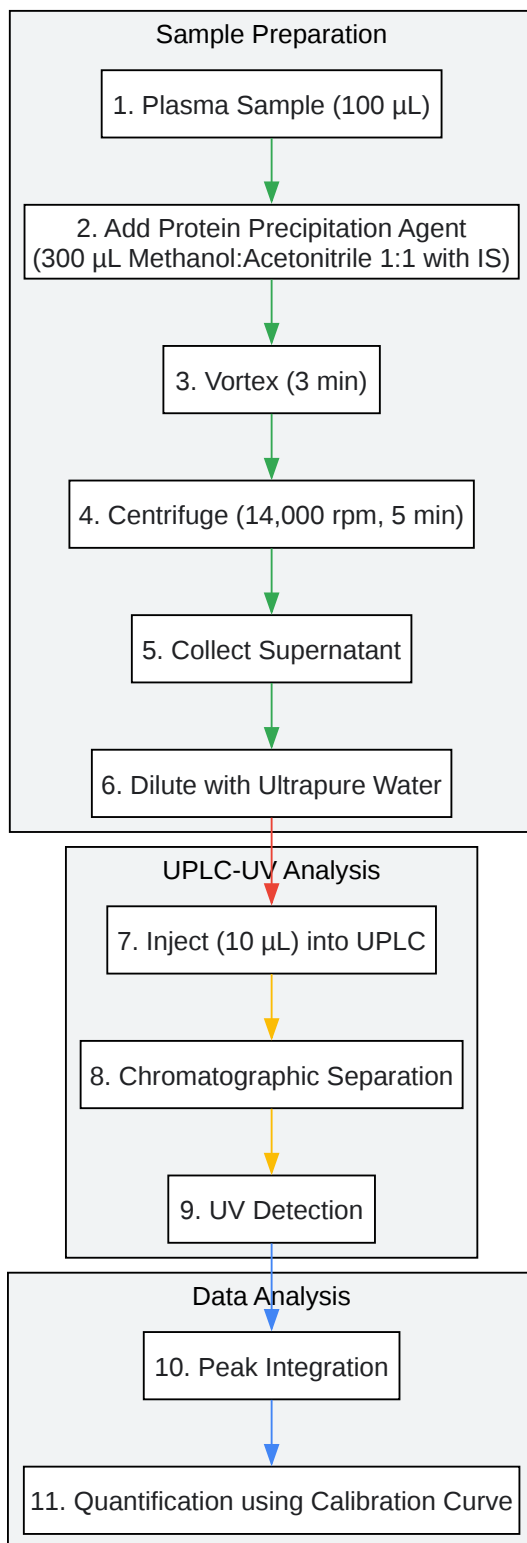 Sample Preparation
1. Plasma Sample (100 µL)
2. Add Protein Precipitation Agent
(300 µL Methanol:Acetonitrile 1:1 with IS)
3. Vortex (3 min)
4. Centrifuge (14,000 rpm, 5 min)
5. Collect Supernatant
6. Dilute with Ultrapure Water
UPLC-UV Analysis
7. Inject (10 µL) into UPLC
8. Chromatographic Separation
9. UV Detection
Data Analysis
10. Peak Integration
11. Quantification using Calibration Curve